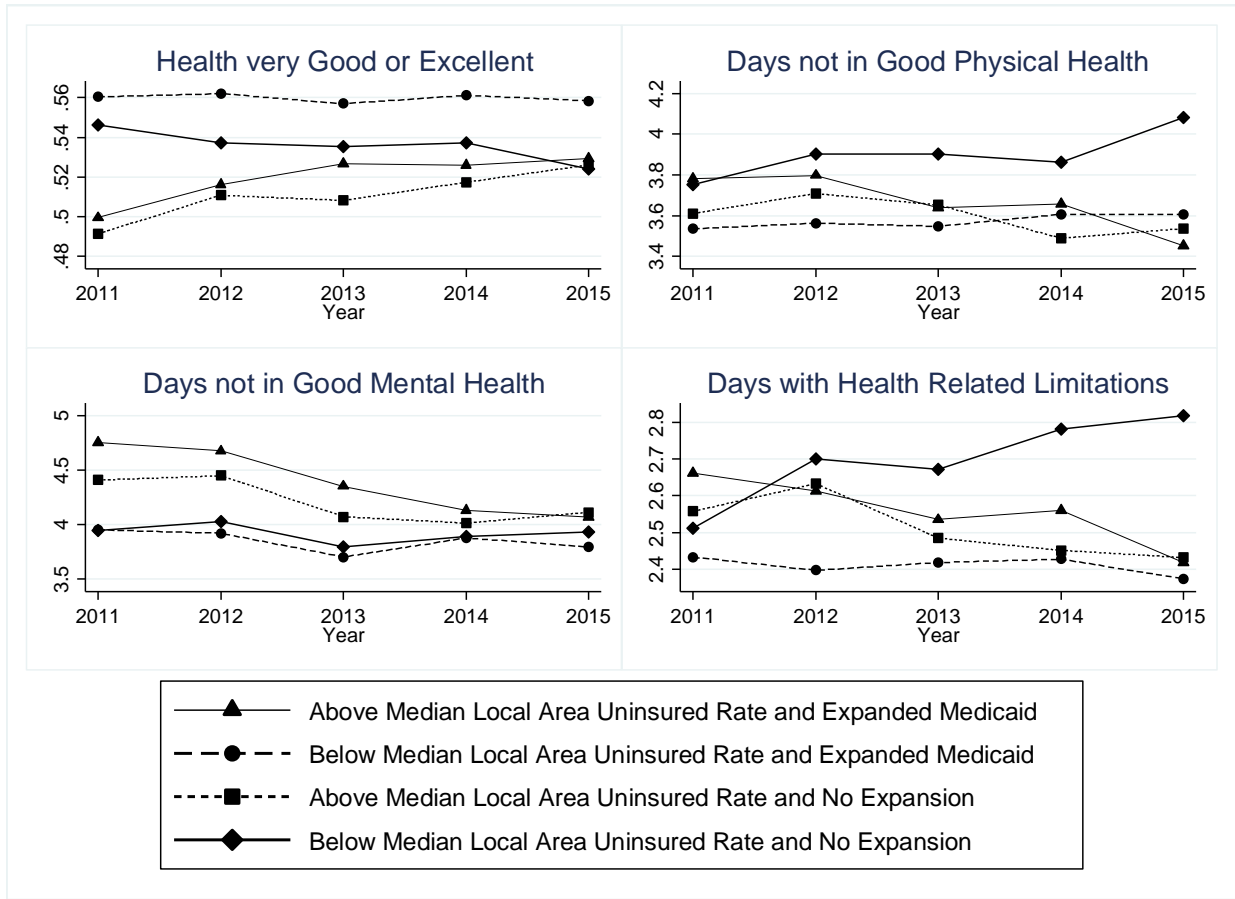 Health very Good or Excellent
.56
.54
.52
.5
.48
2011 2012 2013 2014 2015
Year
Days not in Good Physical Health
4.2
4
3.8
3.6
3.4
2011 2012 2013 2014 2015
Year
Days not in Good Mental Health
5
4.5
4
3.5
2011 2012 2013 2014 2015
Year
Days with Health Related Limitations
2.8
2.7
2.6
2.5
2.4
2011 2012 2013 2014 2015
Year
Above Median Local Area Uninsured Rate and Expanded Medicaid
Below Median Local Area Uninsured Rate and Expanded Medicaid
Above Median Local Area Uninsured Rate and No Expansion
Below Median Local Area Uninsured Rate and No Expansion